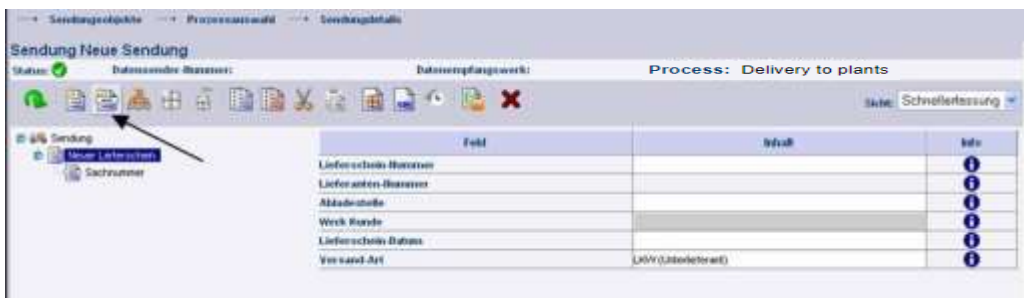 Sendungsobjekte Prozessauswahl Sendungsdetails
Sendung Neue Sendung
Status: Datensender-Nummer: Datenempfangswerk: Process: Delivery to plants
Sicht: Schnellerfassung
Sendung
Neuer Lieferschein
Sachnummer
Feld Inhalt Info
Lieferschein-Nummer
Lieferanten-Nummer
Abladestelle
Werk Kunde
Lieferschein-Datum
Versand-Art LKW (Unterlieferant)